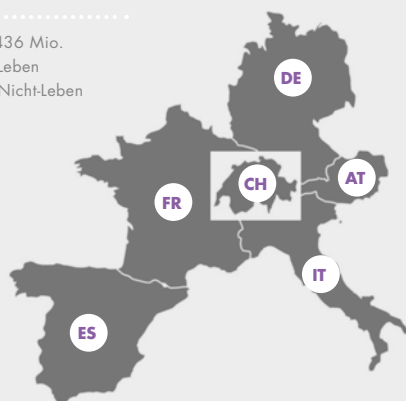 436 Mio.
Leben
Nicht-Leben
DE
CH
AT
FR
IT
ES